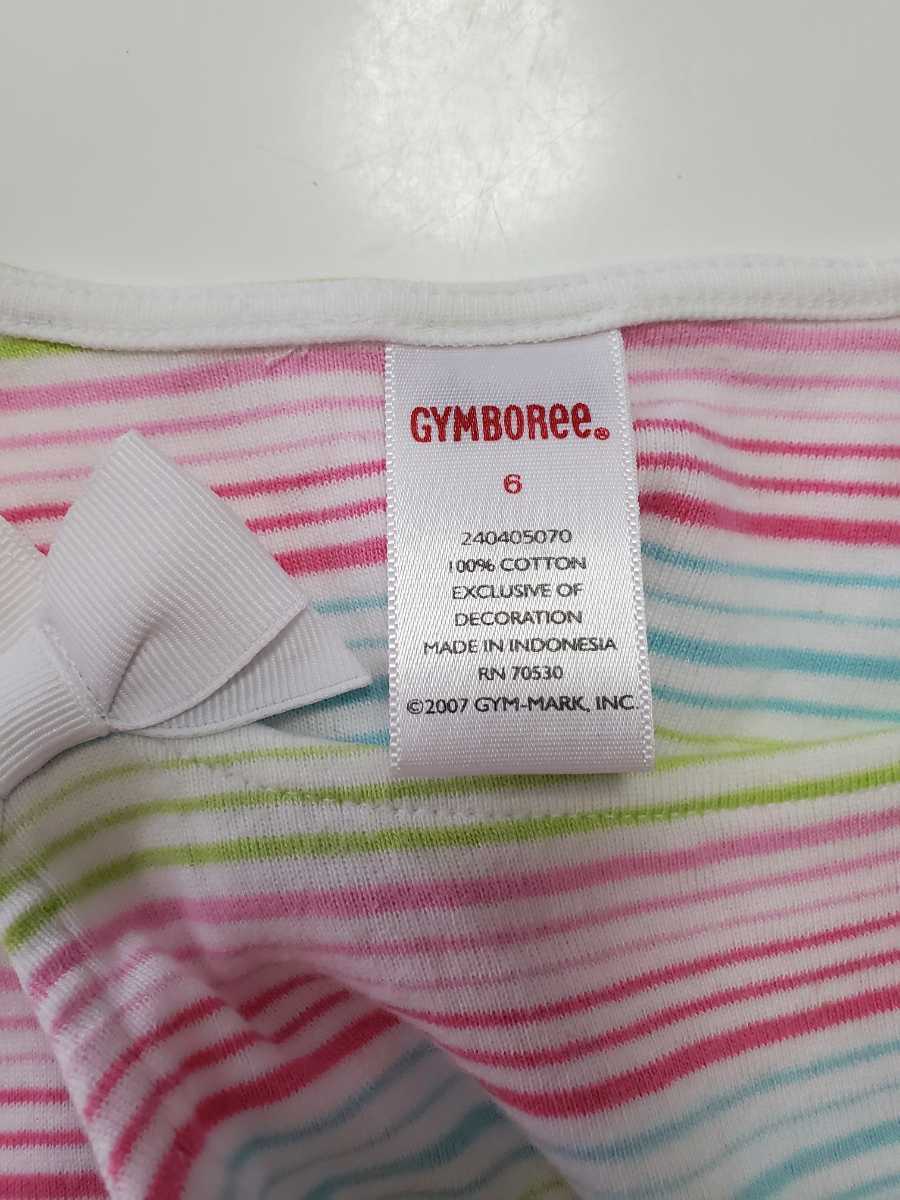 GYMBOREE®
6
240405070
100% COTTON
EXCLUSIVE OF
DECORATION
MADE IN INDONESIA
RN 70530
©2007 GYM-MARK, INC.